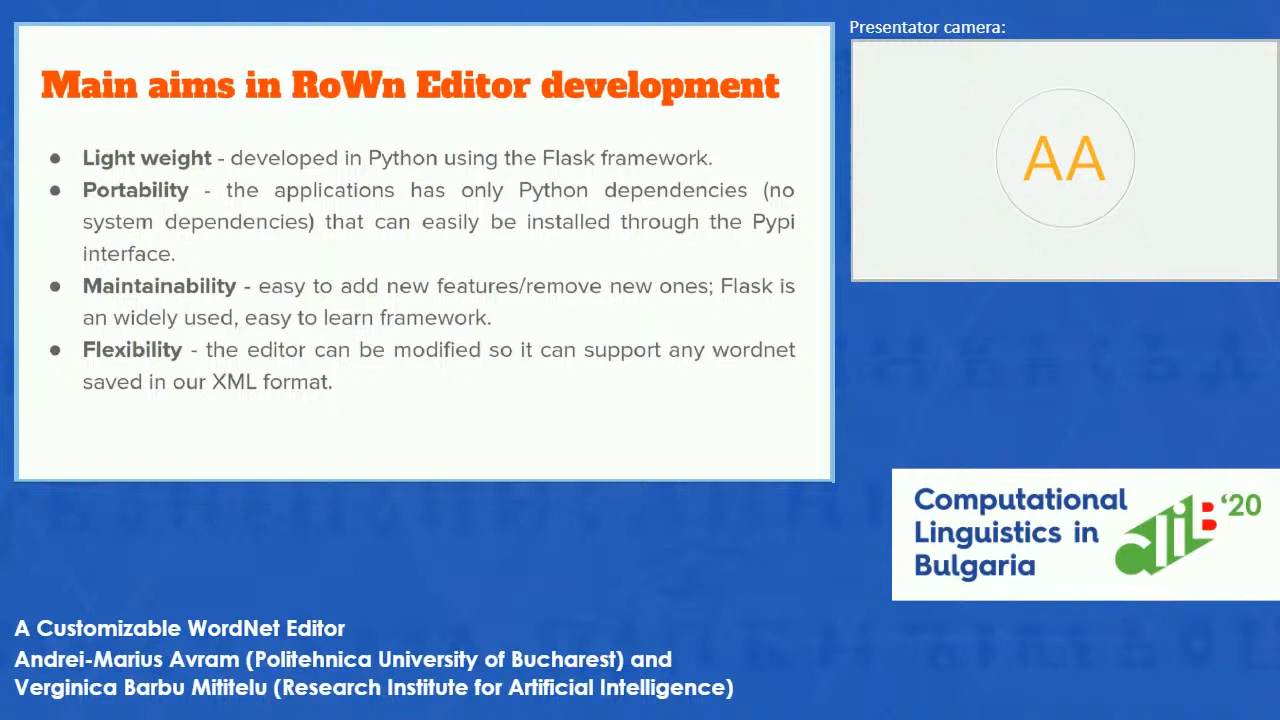 Presentator camera:
Main aims in RoWn Editor development
● Light weight - developed in Python using the Flask framework.
● Portability - the applications has only Python dependencies (no
system dependencies) that can easily be installed through the Pypi
interface.
● Maintainability - easy to add new features/remove new ones; Flask is
an widely used, easy to learn framework.
● Flexibility - the editor can be modified so it can support any wordnet
saved in our XML format.
AA
Computational
Linguistics in
Bulgaria
cliB '20
A Customizable WordNet Editor
Andrei-Marius Avram (Politehnica University of Bucharest) and
Verginica Barbu Mititelu (Research Institute for Artificial Intelligence)